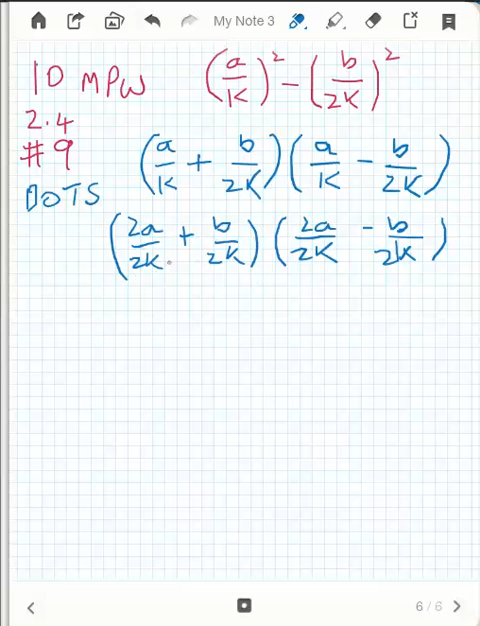 My Note 3
10 MPW (a/K)² − (b/2K)²
2.4
#9 (a/K + b/2K)(a/K − b/2K)
DOTS
(2a/2K + b/2K)(2a/2K − b/2K)
6 / 6